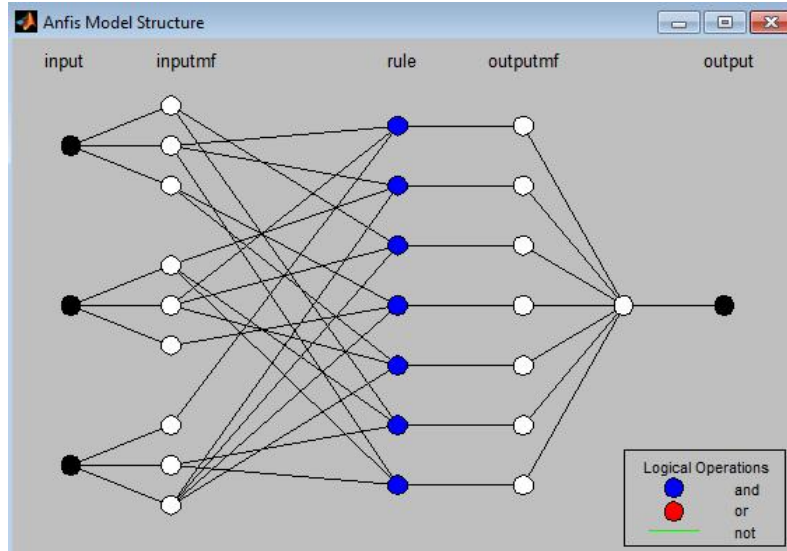 Anfis Model Structure
input inputmf rule outputmf output
Logical Operations
and
or
not